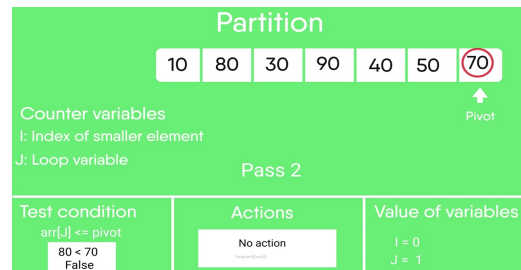 Partition
10 80 30 90 40 50 70
Pivot
Counter variables
I: Index of smaller element
J: Loop variable
Pass 2
Test condition
arr[J] <= pivot
80 < 70
False
Actions
No action
Value of variables
I = 0
J = 1